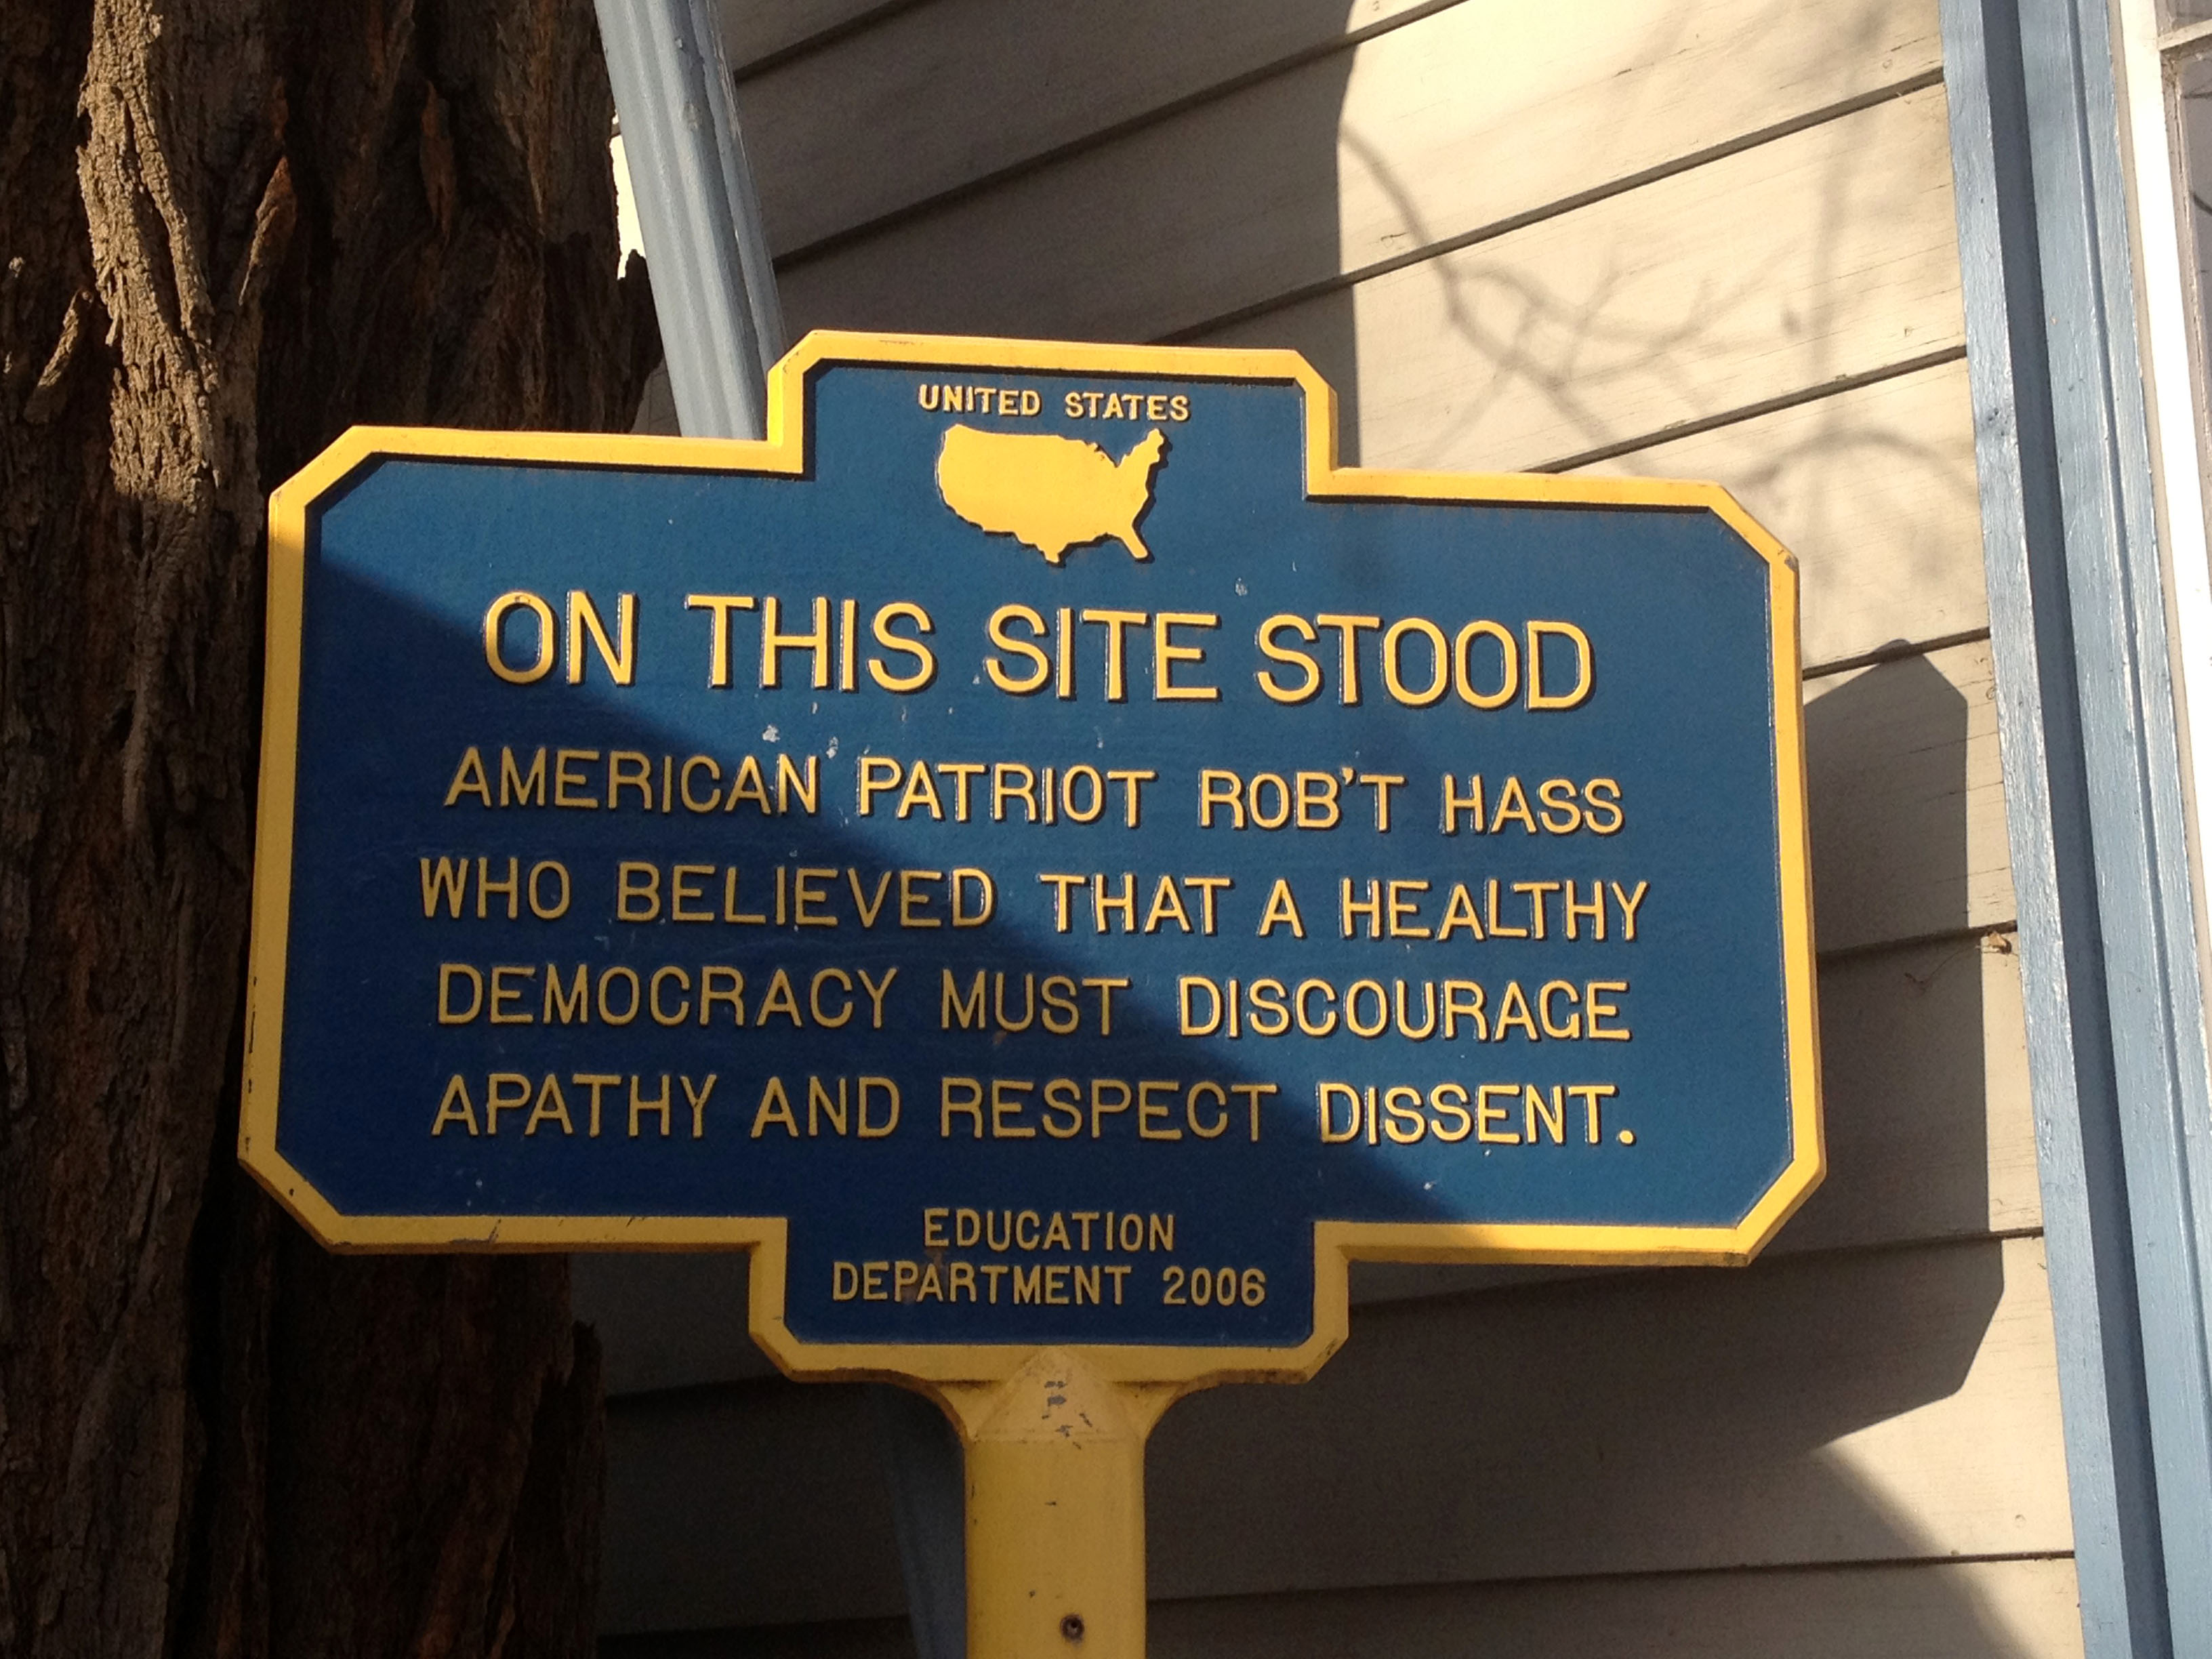 UNITED STATES
ON THIS SITE STOOD
AMERICAN PATRIOT ROB'T HASS
WHO BELIEVED THAT A HEALTHY
DEMOCRACY MUST DISCOURAGE
APATHY AND RESPECT DISSENT.
EDUCATION
DEPARTMENT 2006